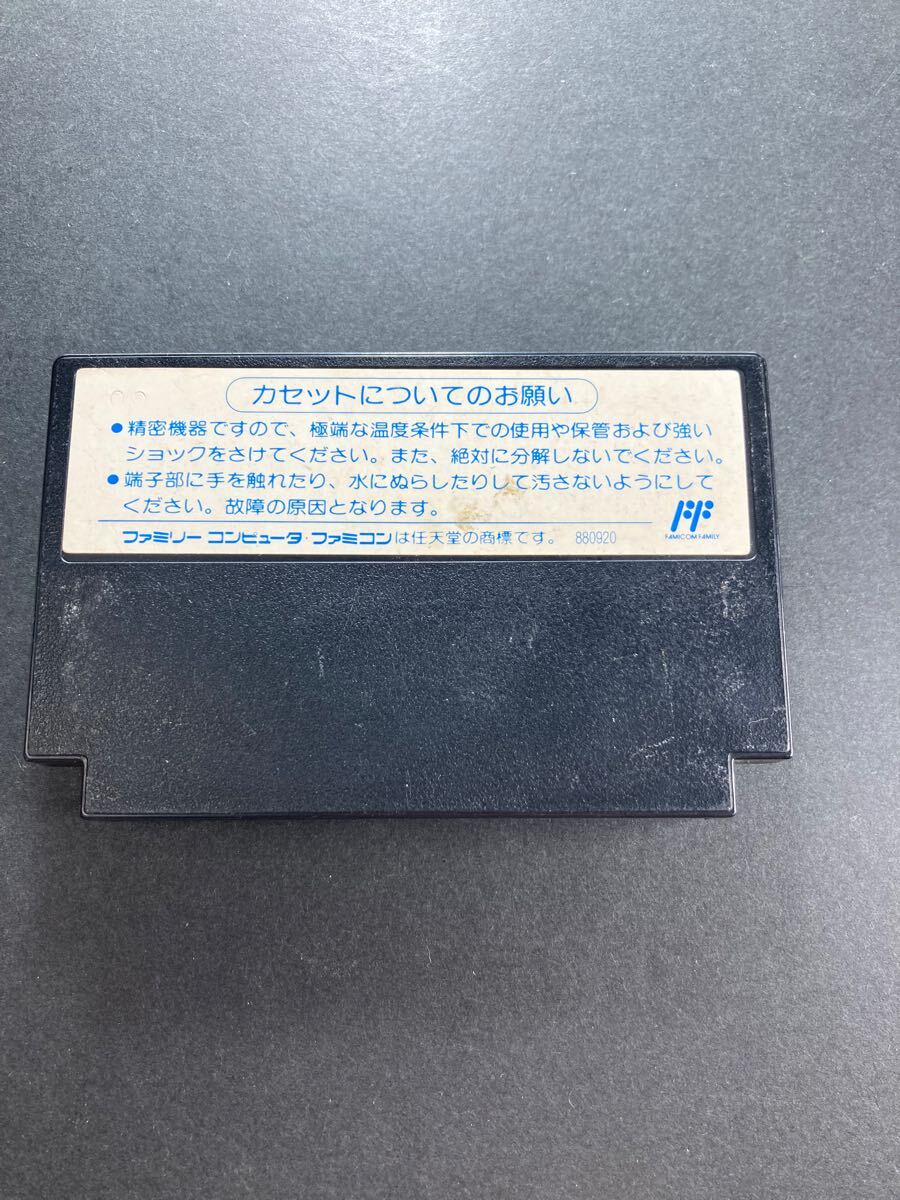 カセットについてのお願い
●精密機器ですので、極端な温度条件下での使用や保管および強い
ショックをさけてください。また、絶対に分解しないでください。
●端子部に手を触れたり、水にぬらしたりして汚さないようにして
ください。故障の原因となります。
ファミリー コンピュータ・ファミコンは任天堂の商標です。 880920
FF
FAMICOM FAMILY